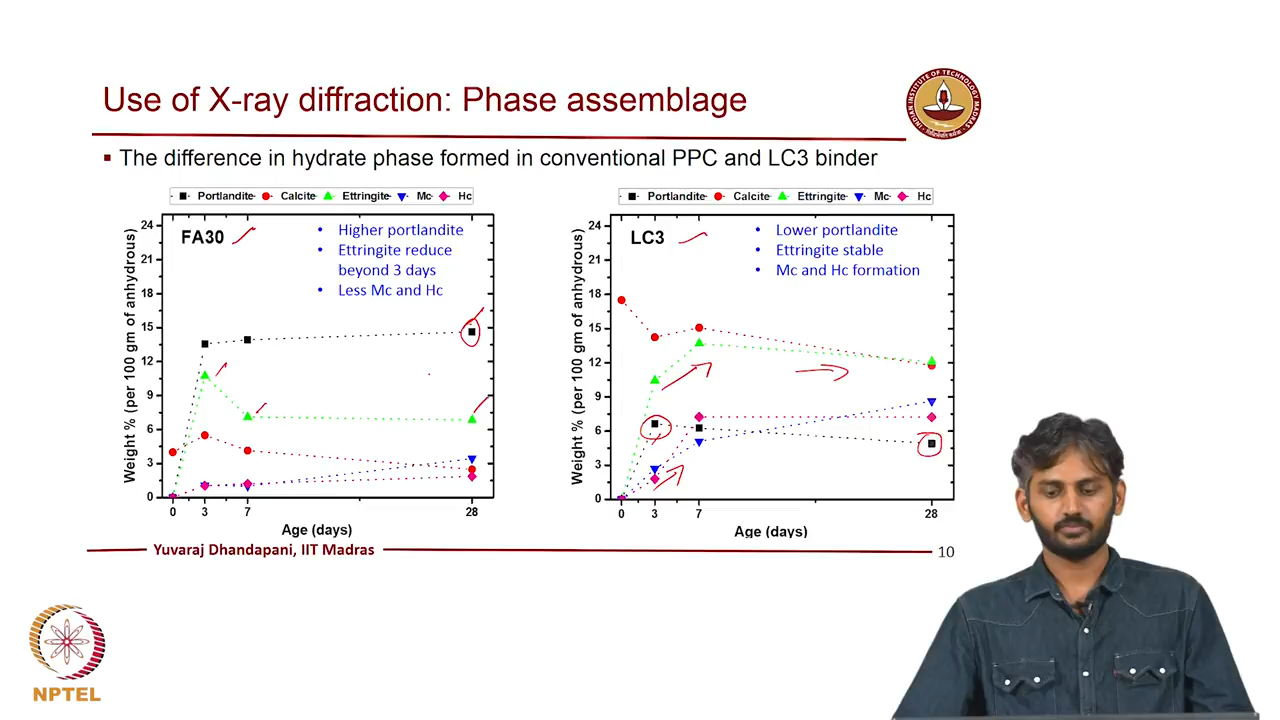 Use of X-ray diffraction: Phase assemblage
INDIAN INSTITUTE OF TECHNOLOGY MADRAS
▪ The difference in hydrate phase formed in conventional PPC and LC3 binder
Portlandite Calcite Ettringite Mc Hc
FA30
• Higher portlandite
• Ettringite reduce
beyond 3 days
• Less Mc and Hc
Weight % (per 100 gm of anhydrous)
24
21
18
15
12
9
6
3
0
0 3 7 28
Age (days)
Portlandite Calcite Ettringite Mc Hc
LC3
• Lower portlandite
• Ettringite stable
• Mc and Hc formation
Weight % (per 100 gm of anhydrous)
24
21
18
15
12
9
6
3
0
0 3 7 28
Age (days)
Yuvaraj Dhandapani, IIT Madras
10
NPTEL